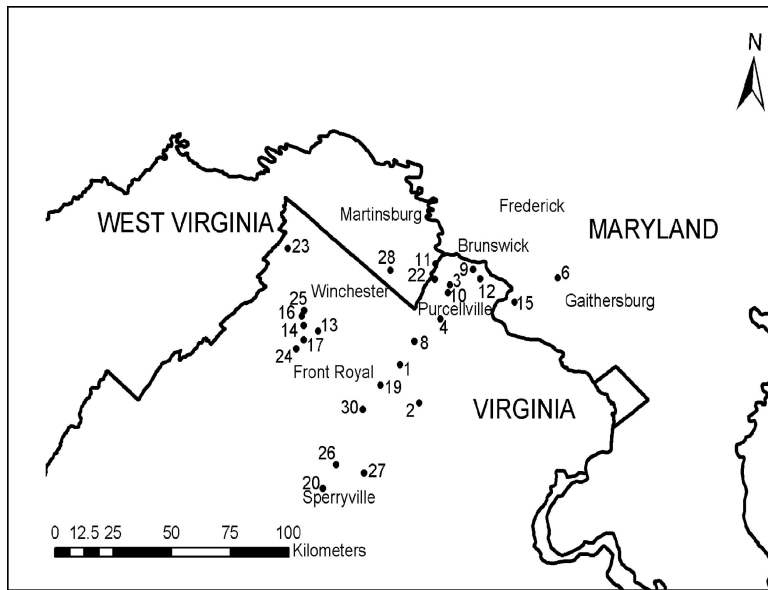 N
Frederick
Martinsburg
WEST VIRGINIA
MARYLAND
Brunswick
23
28
11
9
6
22
3
12
Winchester
10
Gaithersburg
25
15
16
Purcellville
14
13
4
17
8
24
Front Royal
1
19
30
2
VIRGINIA
26
27
20
Sperryville
0 12.5 25 50 75 100
Kilometers